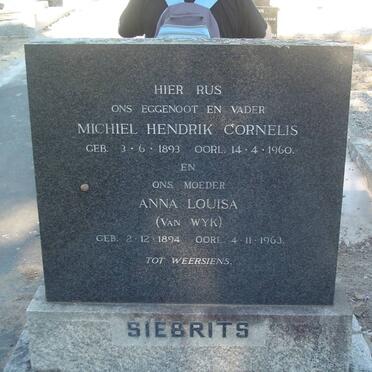 HIER RUS
ONS EGGENOOT EN VADER
MICHIEL HENDRIK CORNELIS
GEB. 3·6·1893 OORL. 14·4·1960.
EN
ONS MOEDER
ANNA LOUISA
(VAN WYK)
GEB. 2·12·1894 OORL. 4·11·1963.
TOT WEERSIENS.
SIEBRITS